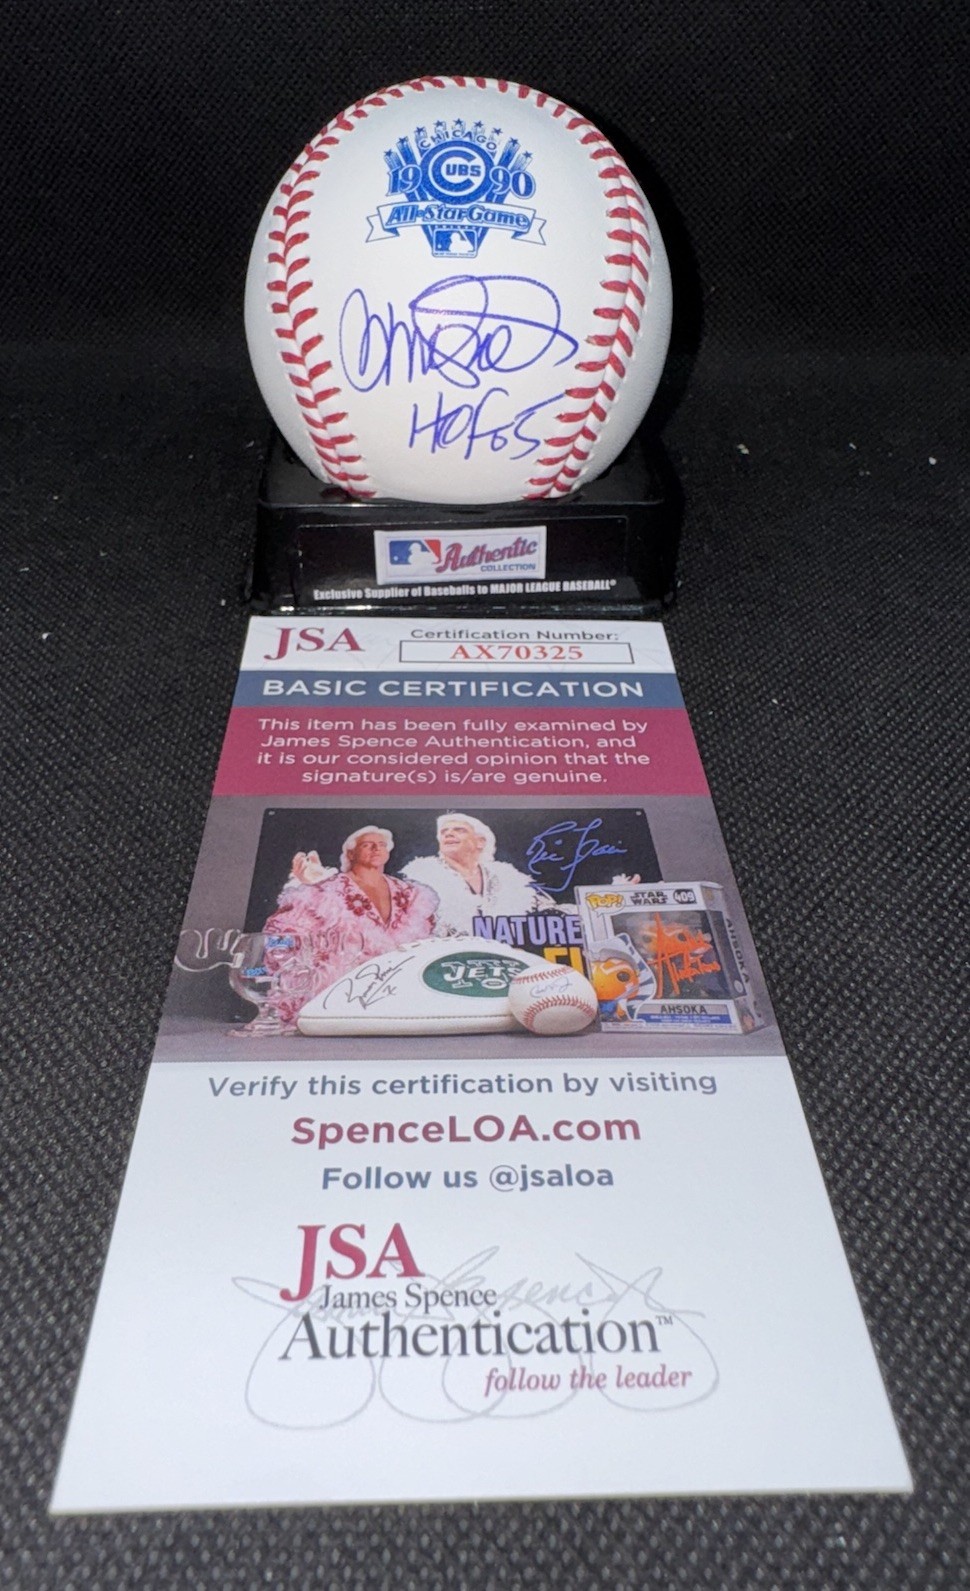 CHICAGO
CUBS
1990
All-Star Game
HOF 05
Authentic
COLLECTION
Exclusive Supplier of Baseballs to MAJOR LEAGUE BASEBALL®
JSA
Certification Number:
AX70325
BASIC CERTIFICATION
This item has been fully examined by
James Spence Authentication, and
it is our considered opinion that the
signature(s) is/are genuine.
POP!
STAR
WARS
409
NATURE
JETS
AHSOKA
AHSOKA
Verify this certification by visiting
SpenceLOA.com
Follow us @jsaloa
JSA
James Spence
Authentication™
follow the leader